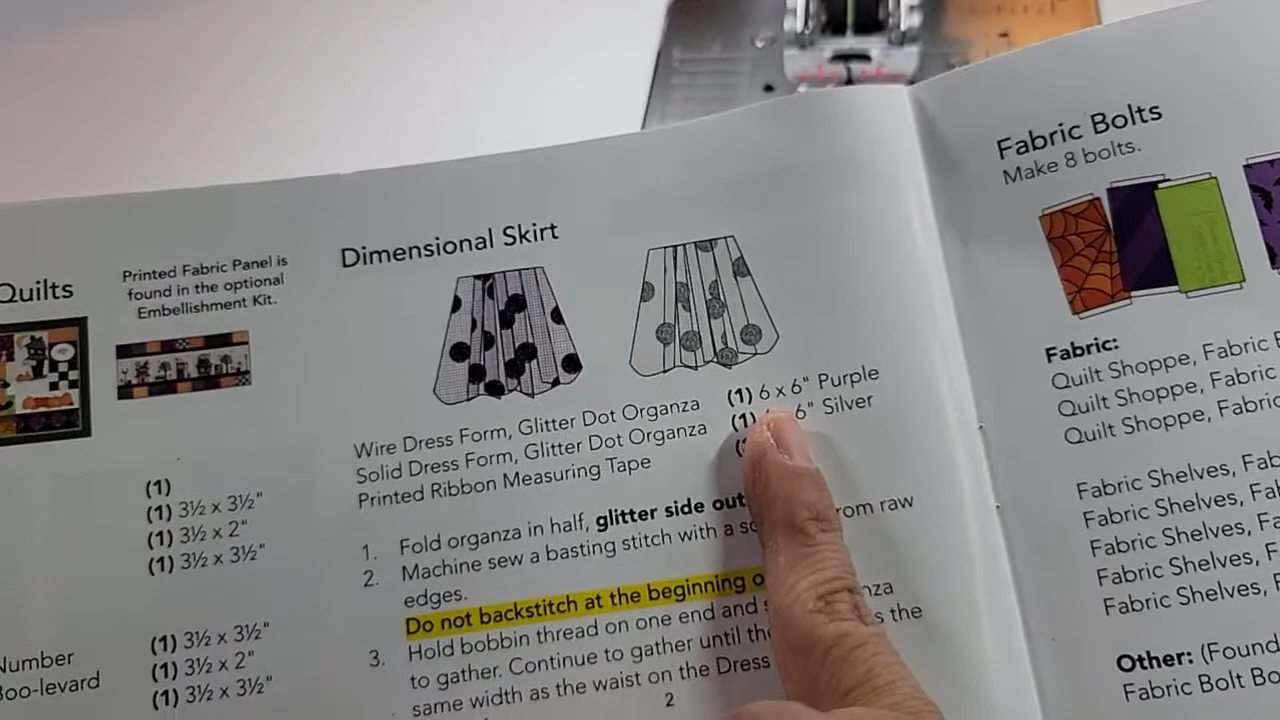 Quilts
Printed Fabric Panel is
found in the optional
Embellishment Kit.
(1)
(1) 3½ x 3½"
(1) 3½ x 2"
(1) 3½ x 3½"
Number
Boo-levard
(1) 3½ x 3½"
(1) 3½ x 2"
(1) 3½ x 3½"
Dimensional Skirt
Wire Dress Form, Glitter Dot Organza (1) 6 x 6" Purple
Solid Dress Form, Glitter Dot Organza (1) 6" Silver
Printed Ribbon Measuring Tape
1. Fold organza in half, glitter side out
2. Machine sew a basting stitch with a from raw
edges.
Do not backstitch at the beginning
3. Hold bobbin thread on one end and the
to gather. Continue to gather until the
same width as the waist on the Dress
2
Fabric Bolts
Make 8 bolts.
Fabric:
Quilt Shoppe, Fabric
Quilt Shoppe, Fabric
Quilt Shoppe, Fabric
Fabric Shelves, Fab
Fabric Shelves, Fab
Fabric Shelves, Fa
Fabric Shelves, F
Fabric Shelves,
Other: (Found
Fabric Bolt Bo